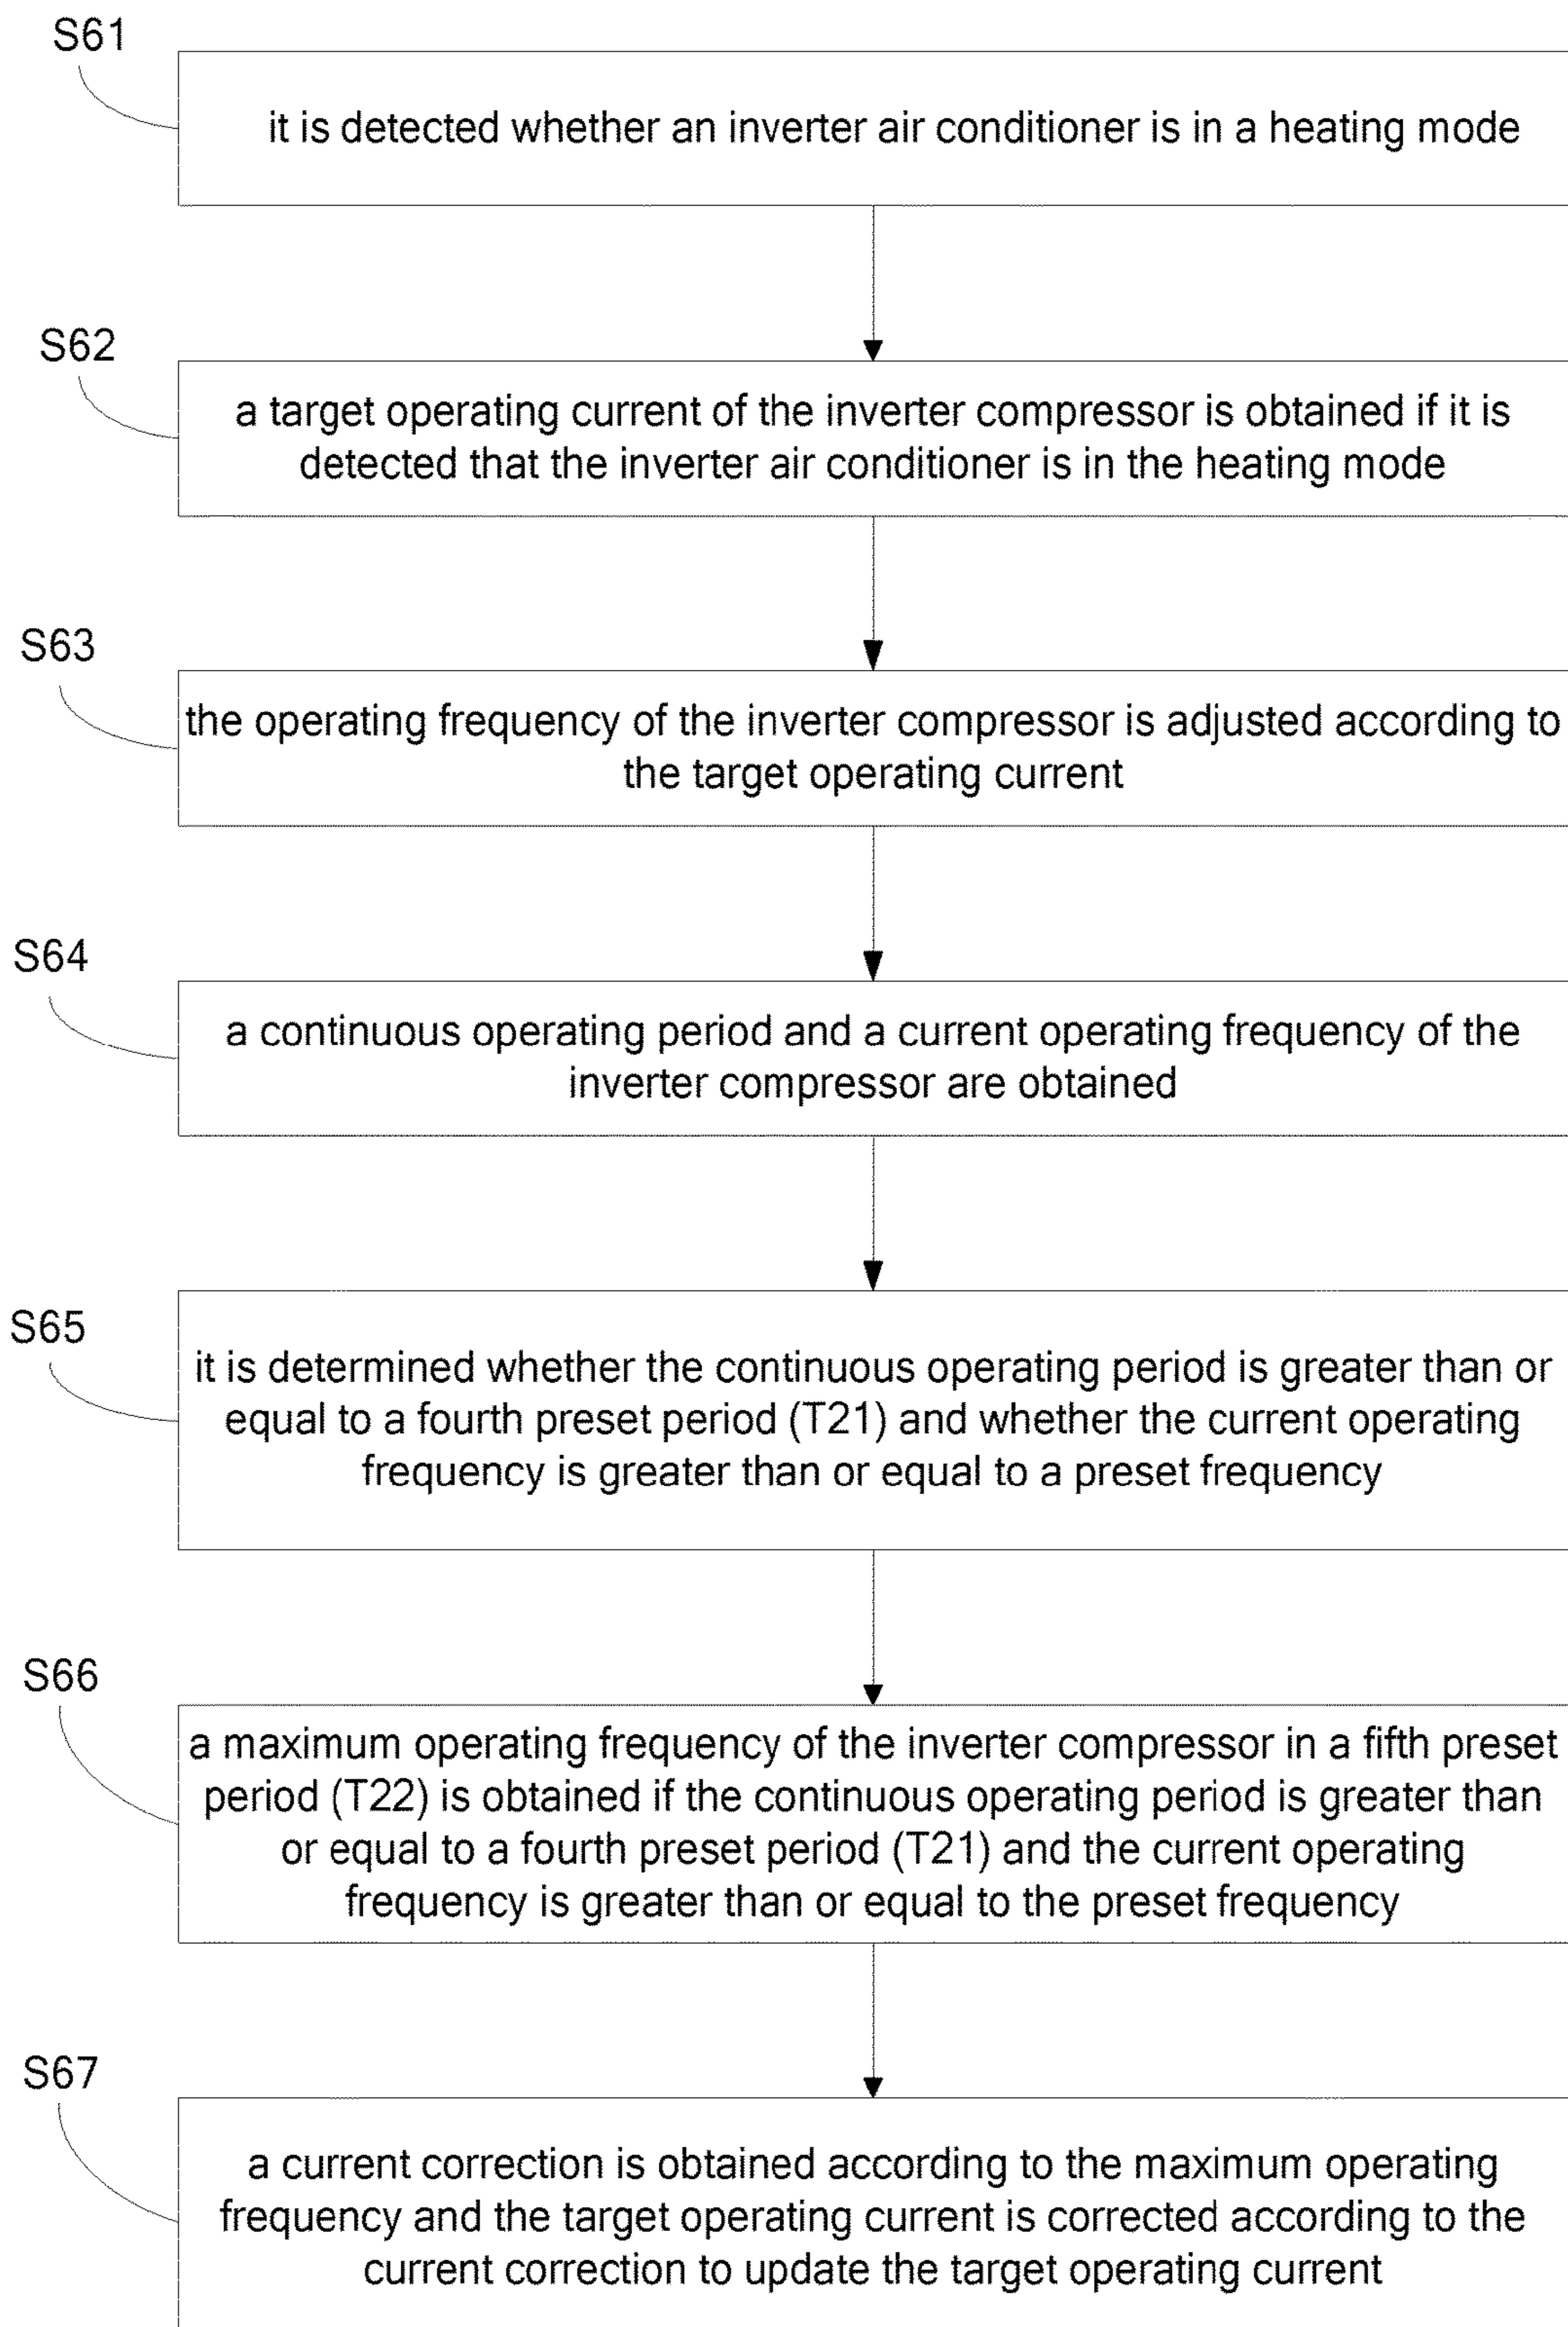 S61
it is detected whether an inverter air conditioner is in a heating mode
S62
a target operating current of the inverter compressor is obtained if it is
detected that the inverter air conditioner is in the heating mode
S63
the operating frequency of the inverter compressor is adjusted according to
the target operating current
S64
a continuous operating period and a current operating frequency of the
inverter compressor are obtained
S65
it is determined whether the continuous operating period is greater than or
equal to a fourth preset period (T21) and whether the current operating
frequency is greater than or equal to a preset frequency
S66
a maximum operating frequency of the inverter compressor in a fifth preset
period (T22) is obtained if the continuous operating period is greater than
or equal to a fourth preset period (T21) and the current operating
frequency is greater than or equal to the preset frequency
S67
a current correction is obtained according to the maximum operating
frequency and the target operating current is corrected according to the
current correction to update the target operating current